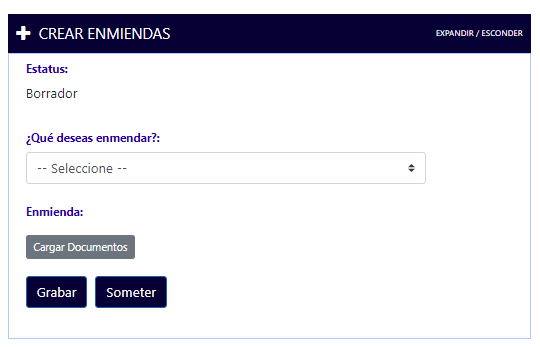 CREAR ENMIENDAS
EXPANDIR / ESCONDER
Estatus:
Borrador
¿Qué deseas enmendar?:
-- Seleccione --
Enmienda:
Cargar Documentos
Grabar
Someter